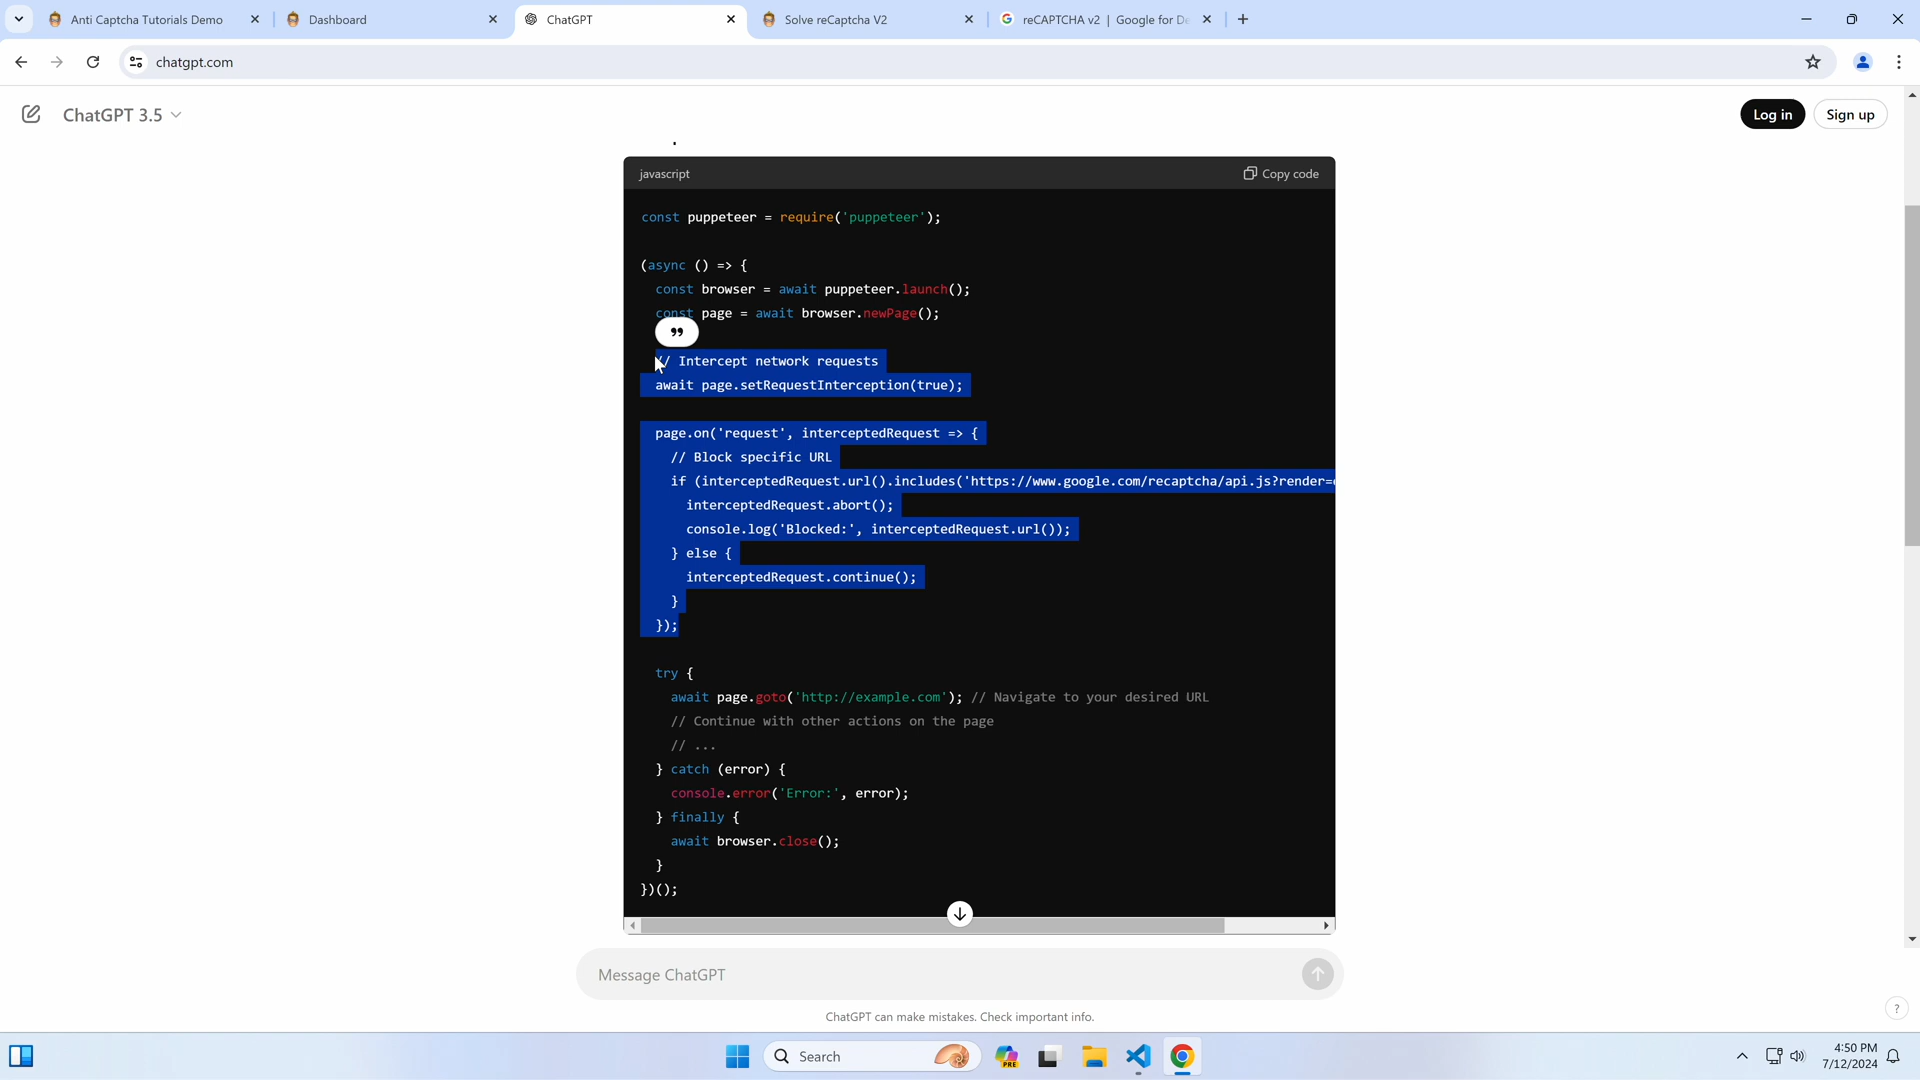 Anti Captcha Tutorials Demo
Dashboard
ChatGPT
Solve reCaptcha V2
reCAPTCHA v2 | Google for De
chatgpt.com
ChatGPT 3.5
Log in
Sign up
javascript
Copy code
const puppeteer = require('puppeteer');
(async () => {
const browser = await puppeteer.launch();
const page = await browser.newPage();
// Intercept network requests
await page.setRequestInterception(true);
page.on('request', interceptedRequest => {
// Block specific URL
if (interceptedRequest.url().includes('https://www.google.com/recaptcha/api.js?render=
interceptedRequest.abort();
console.log('Blocked:', interceptedRequest.url());
} else {
interceptedRequest.continue();
}
});
try {
await page.goto('http://example.com'); // Navigate to your desired URL
// Continue with other actions on the page
// ...
} catch (error) {
console.error('Error:', error);
} finally {
await browser.close();
}
})();
Message ChatGPT
ChatGPT can make mistakes. Check important info.
?
Search
PRE
4:50 PM
7/12/2024